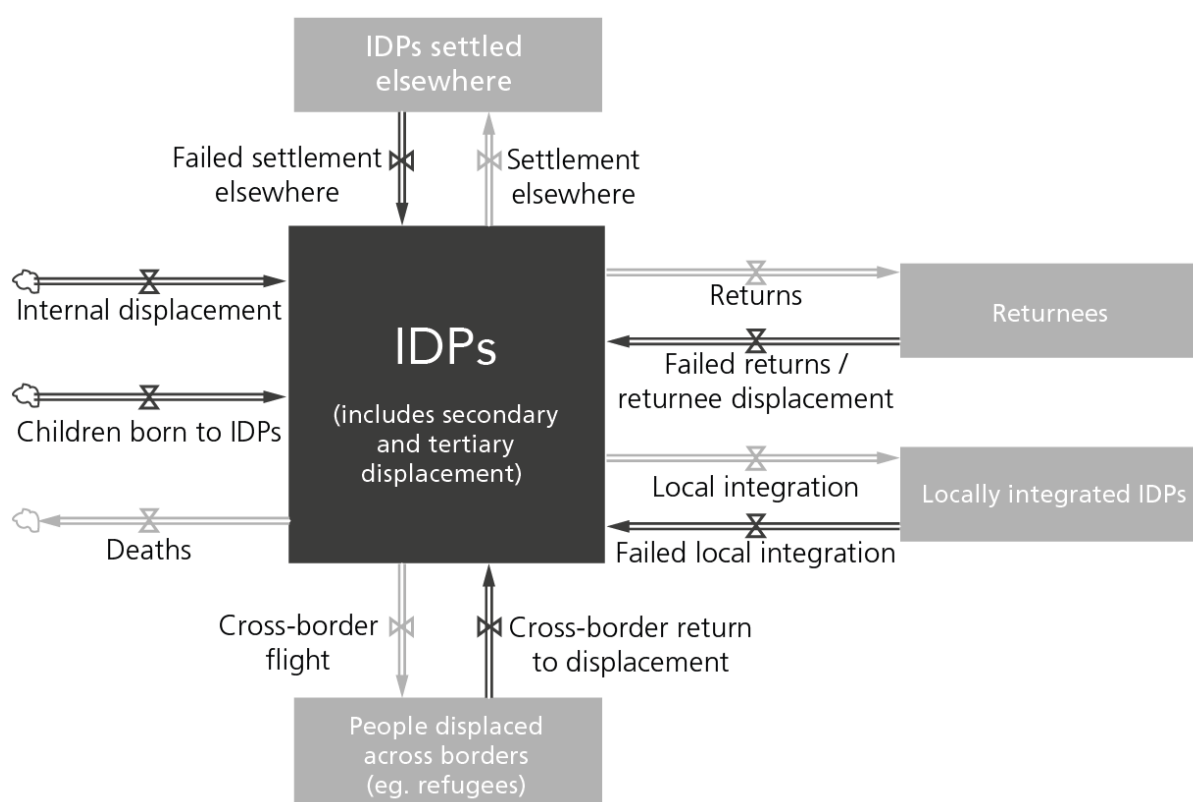 IDPs settled
elsewhere
Failed settlement
elsewhere
Settlement
elsewhere
Internal displacement
Children born to IDPs
Deaths
IDPs
(includes secondary
and tertiary
displacement)
Returns
Returnees
Failed returns /
returnee displacement
Local integration
Locally integrated IDPs
Failed local integration
Cross-border
flight
Cross-border return
to displacement
People displaced
across borders
(eg. refugees)